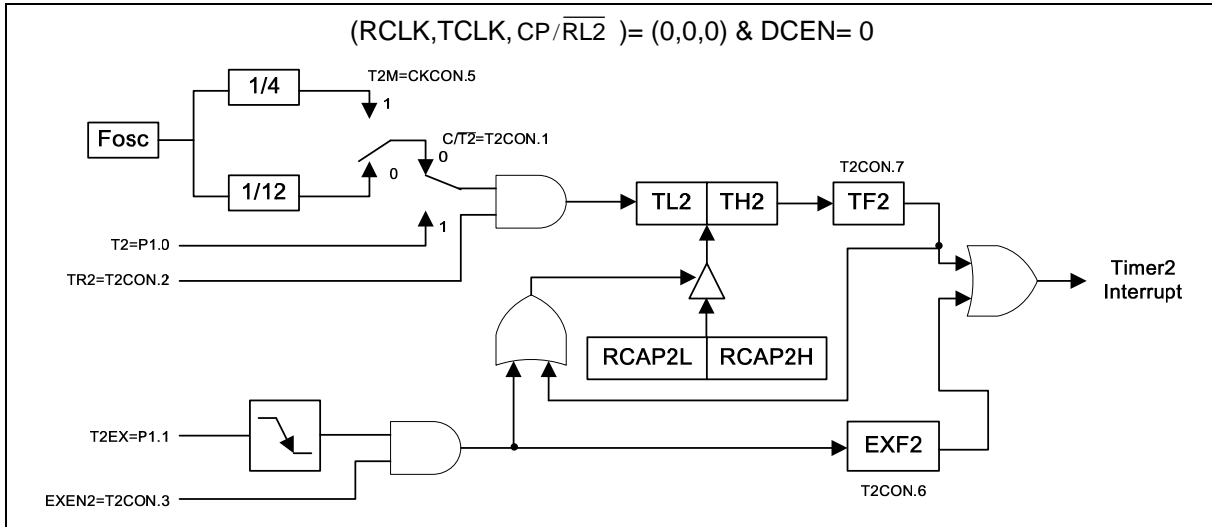 (RCLK,TCLK, CP/R̅L̅2̅ )= (0,0,0) & DCEN= 0
1/4
T2M=CKCON.5
1
Fosc
C/T̅2̅=T2CON.1
0
0
1/12
1
T2=P1.0
TR2=T2CON.2
TL2
TH2
T2CON.7
TF2
Timer2
Interrupt
RCAP2L
RCAP2H
T2EX=P1.1
EXEN2=T2CON.3
EXF2
T2CON.6